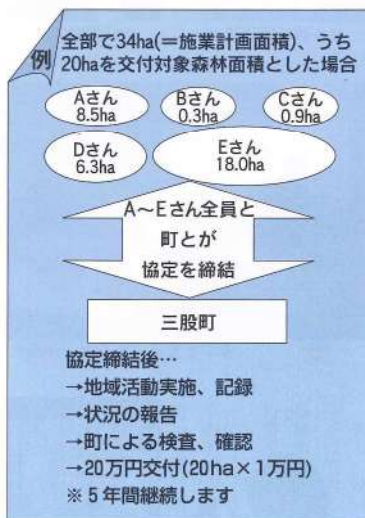 例
全部で34ha(=施業計画面積)、うち
20haを交付対象森林面積とした場合
Aさん
8.5ha
Bさん
0.3ha
Cさん
0.9ha
Dさん
6.3ha
Eさん
18.0ha
A～Eさん全員と
町とが
協定を締結
三股町
協定締結後…
→地域活動実施、記録
→状況の報告
→町による検査、確認
→20万円交付(20ha×1万円)
※5年間継続します